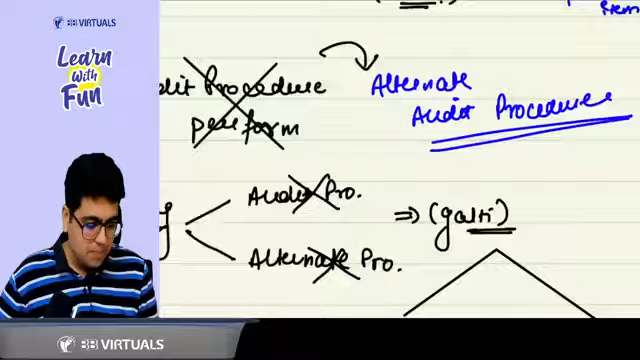 BB VIRTUALS
Learn
With
Fun
dit Procedure
perform
Alternate
Audit Procedure
Audit Pro.
Alternate Pro.
⇒ (galti)
BB VIRTUALS